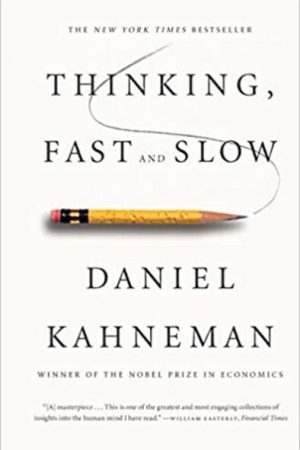 THE NEW YORK TIMES BESTSELLER
THINKING,
FAST AND SLOW
DANIEL
KAHNEMAN
WINNER OF THE NOBEL PRIZE IN ECONOMICS
“[A] masterpiece . . . This is one of the greatest and most engaging collections of
insights into the human mind I have read.” —WILLIAM EASTERLY, Financial Times